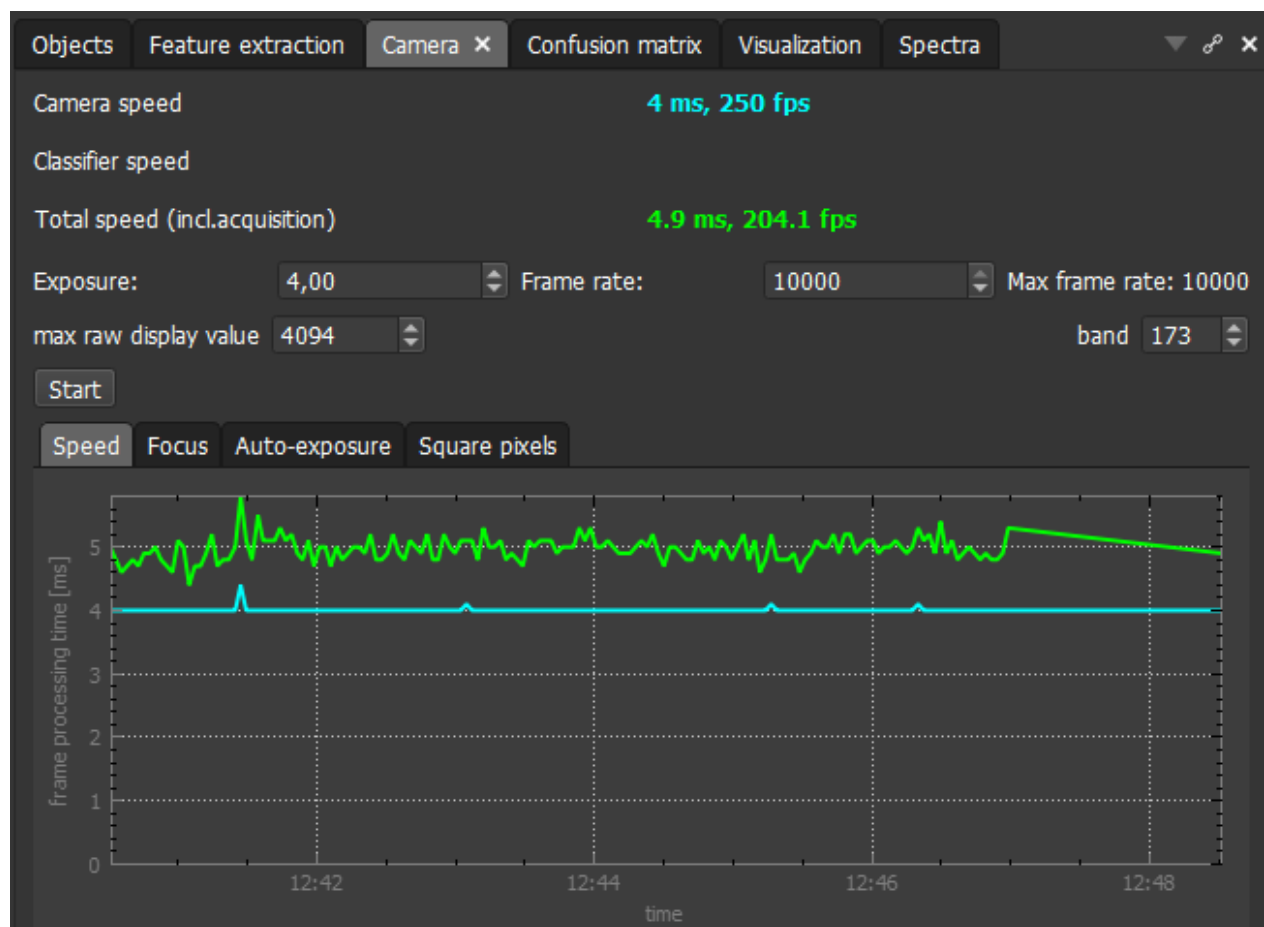 Objects Feature extraction Camera Confusion matrix Visualization Spectra
Camera speed 4 ms, 250 fps
Classifier speed
Total speed (incl.acquisition) 4.9 ms, 204.1 fps
Exposure: 4,00 Frame rate: 10000 Max frame rate: 10000
max raw display value 4094 band 173
Start
Speed Focus Auto-exposure Square pixels
frame processing time [ms]
5
4
3
2
1
0
12:42 12:44 12:46 12:48
time